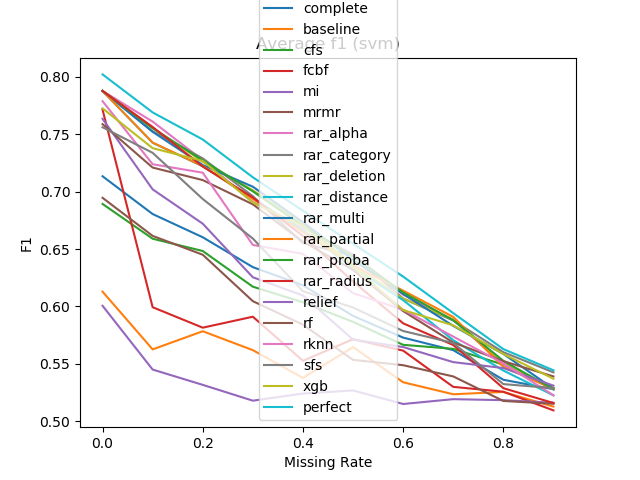 Average f1 (svm)
complete
baseline
cfs
fcbf
mi
mrmr
rar_alpha
rar_category
rar_deletion
rar_distance
rar_multi
rar_partial
rar_proba
rar_radius
relief
rf
rknn
sfs
xgb
perfect
0.80
0.75
0.70
0.65
0.60
0.55
0.50
F1
0.0 0.2 0.4 0.6 0.8
Missing Rate